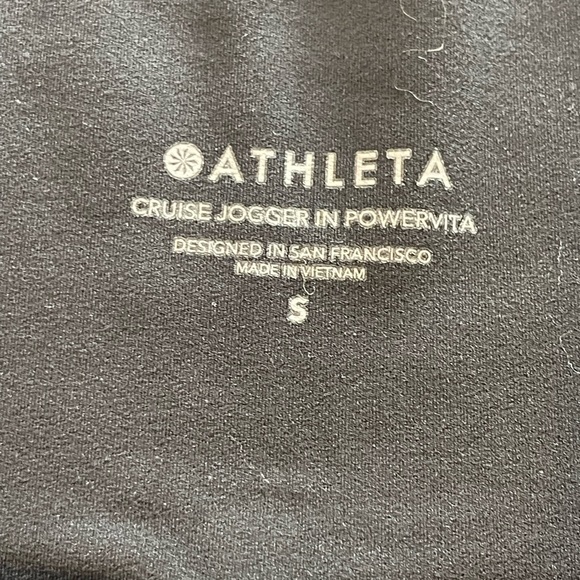 ATHLETA
CRUISE JOGGER IN POWERVITA
DESIGNED IN SAN FRANCISCO
MADE IN VIETNAM
S